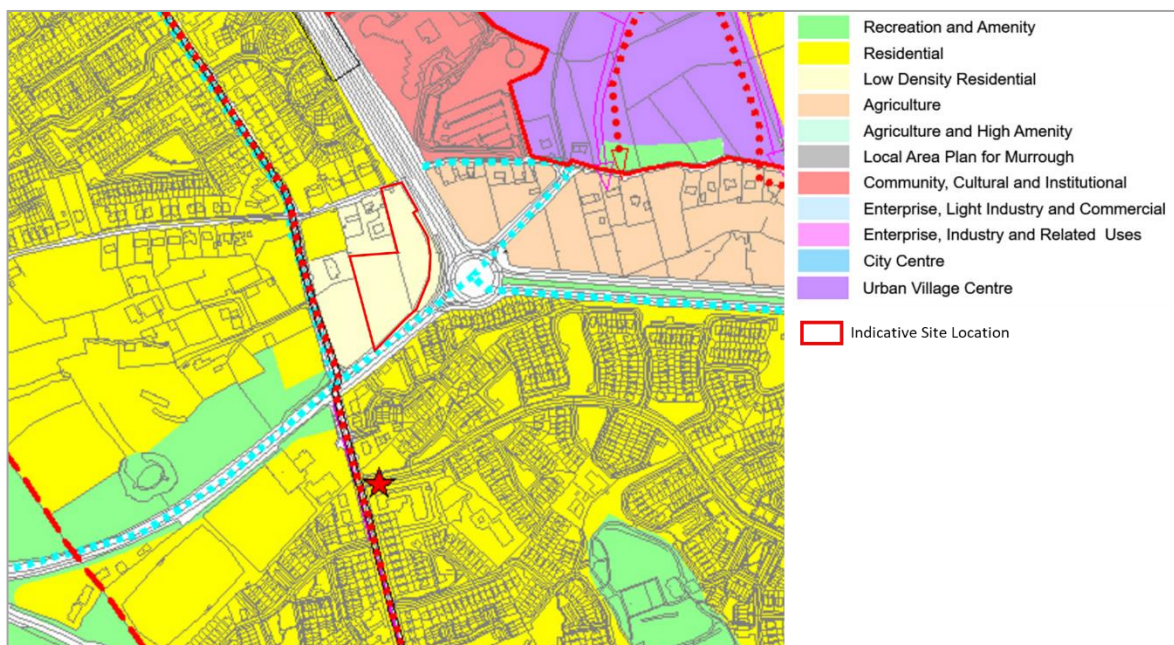 Recreation and Amenity
Residential
Low Density Residential
Agriculture
Agriculture and High Amenity
Local Area Plan for Murrough
Community, Cultural and Institutional
Enterprise, Light Industry and Commercial
Enterprise, Industry and Related Uses
City Centre
Urban Village Centre
Indicative Site Location